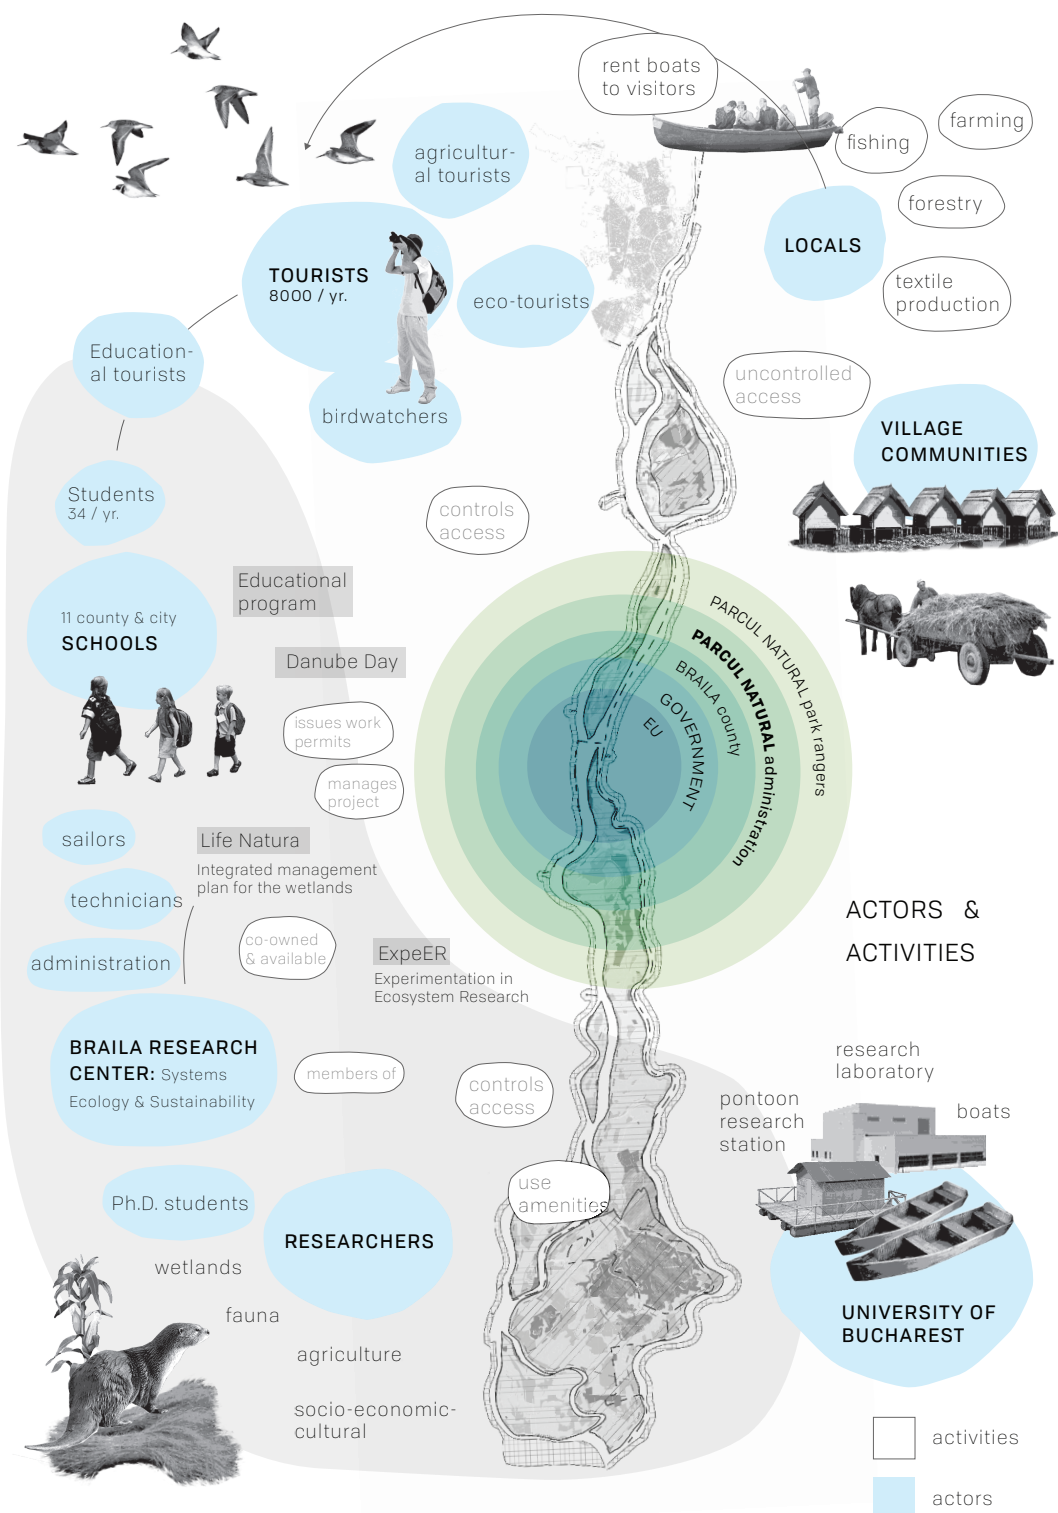 rent boats
to visitors
farming
fishing
agricultur-
al tourists
forestry
LOCALS
TOURISTS
8000 / yr.
textile
production
eco-tourists
Education-
al tourists
uncontrolled
access
birdwatchers
VILLAGE
COMMUNITIES
Students
34 / yr.
controls
access
Educational
program
11 county & city
SCHOOLS
Danube Day
issues work
permits
manages
project
PARCUL NATURAL park rangers
PARCUL NATURAL administration
BRAILA county
GOVERNMENT
EU
sailors
Life Natura
Integrated management
plan for the wetlands
technicians
co-owned
& available
administration
ExpeER
Experimentation in
Ecosystem Research
ACTORS &
ACTIVITIES
BRAILA RESEARCH
CENTER: Systems
Ecology & Sustainability
members of
controls
access
research
laboratory
pontoon
research
station
boats
use
amenities
Ph.D. students
RESEARCHERS
wetlands
fauna
agriculture
socio-economic-
cultural
UNIVERSITY OF
BUCHAREST
activities
actors